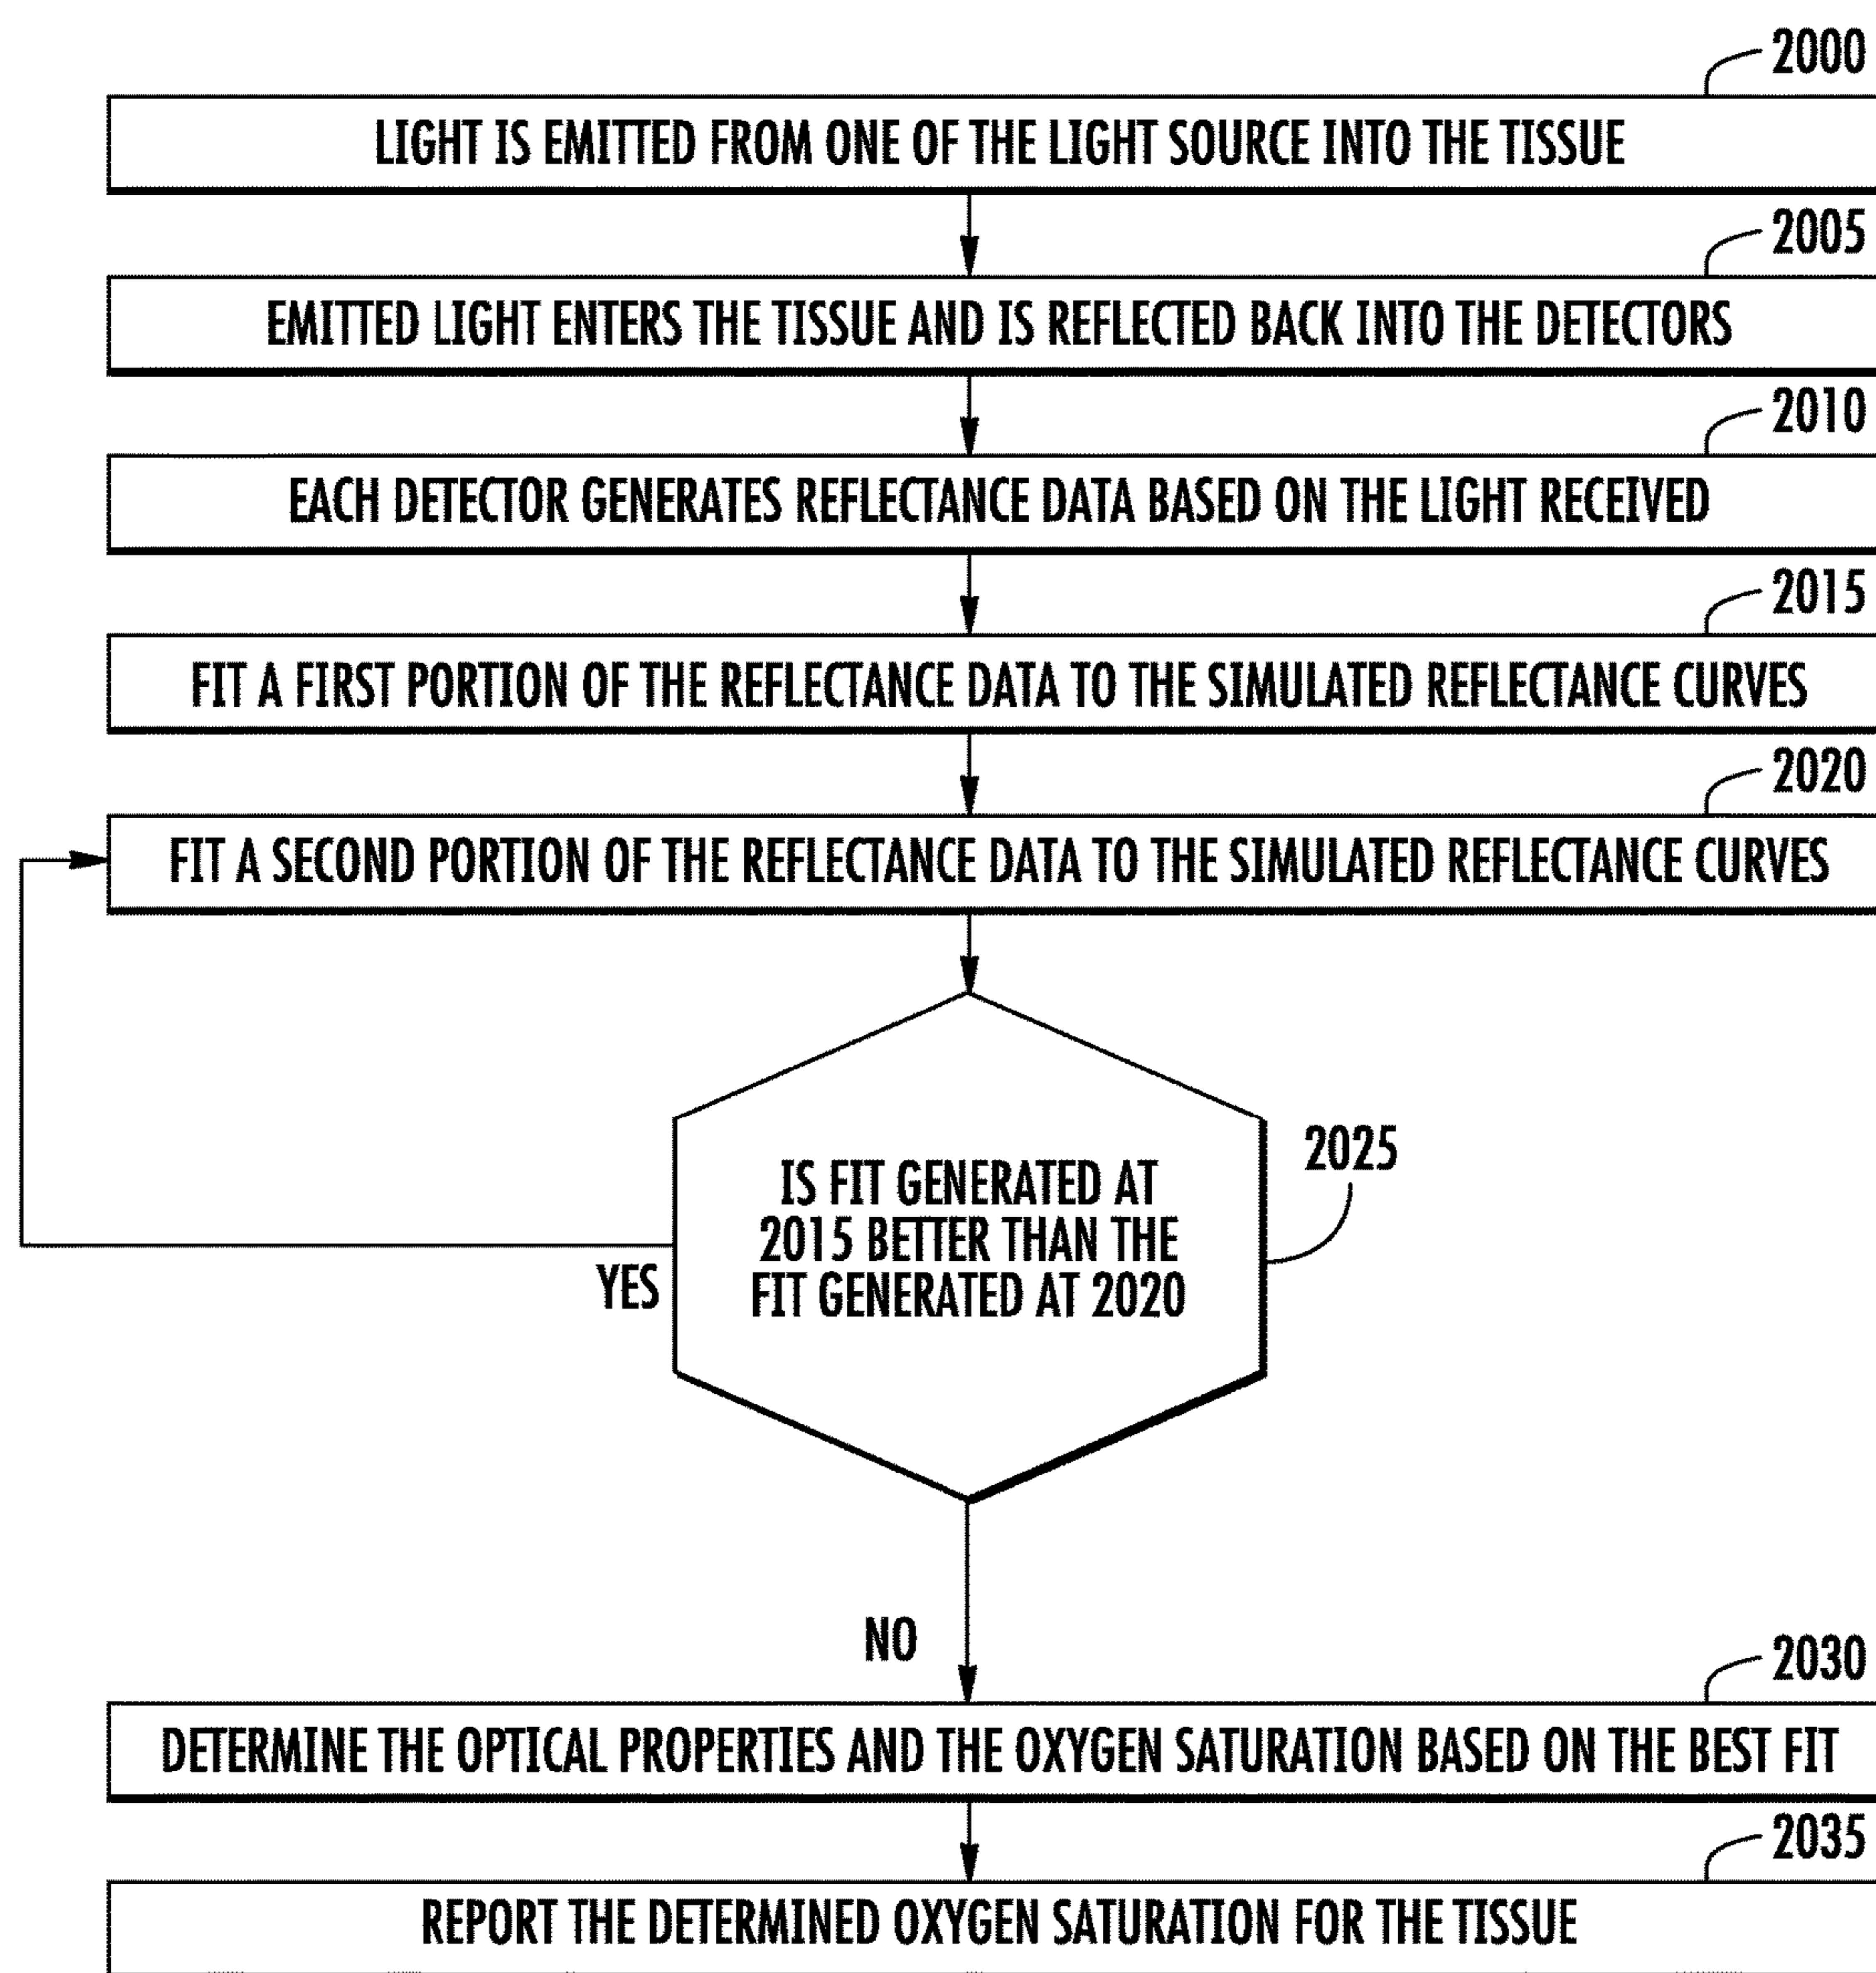 2000
LIGHT IS EMITTED FROM ONE OF THE LIGHT SOURCE INTO THE TISSUE
2005
EMITTED LIGHT ENTERS THE TISSUE AND IS REFLECTED BACK INTO THE DETECTORS
2010
EACH DETECTOR GENERATES REFLECTANCE DATA BASED ON THE LIGHT RECEIVED
2015
FIT A FIRST PORTION OF THE REFLECTANCE DATA TO THE SIMULATED REFLECTANCE CURVES
2020
FIT A SECOND PORTION OF THE REFLECTANCE DATA TO THE SIMULATED REFLECTANCE CURVES
IS FIT GENERATED AT
2015 BETTER THAN THE
FIT GENERATED AT 2020
2025
YES
NO
2030
DETERMINE THE OPTICAL PROPERTIES AND THE OXYGEN SATURATION BASED ON THE BEST FIT
2035
REPORT THE DETERMINED OXYGEN SATURATION FOR THE TISSUE